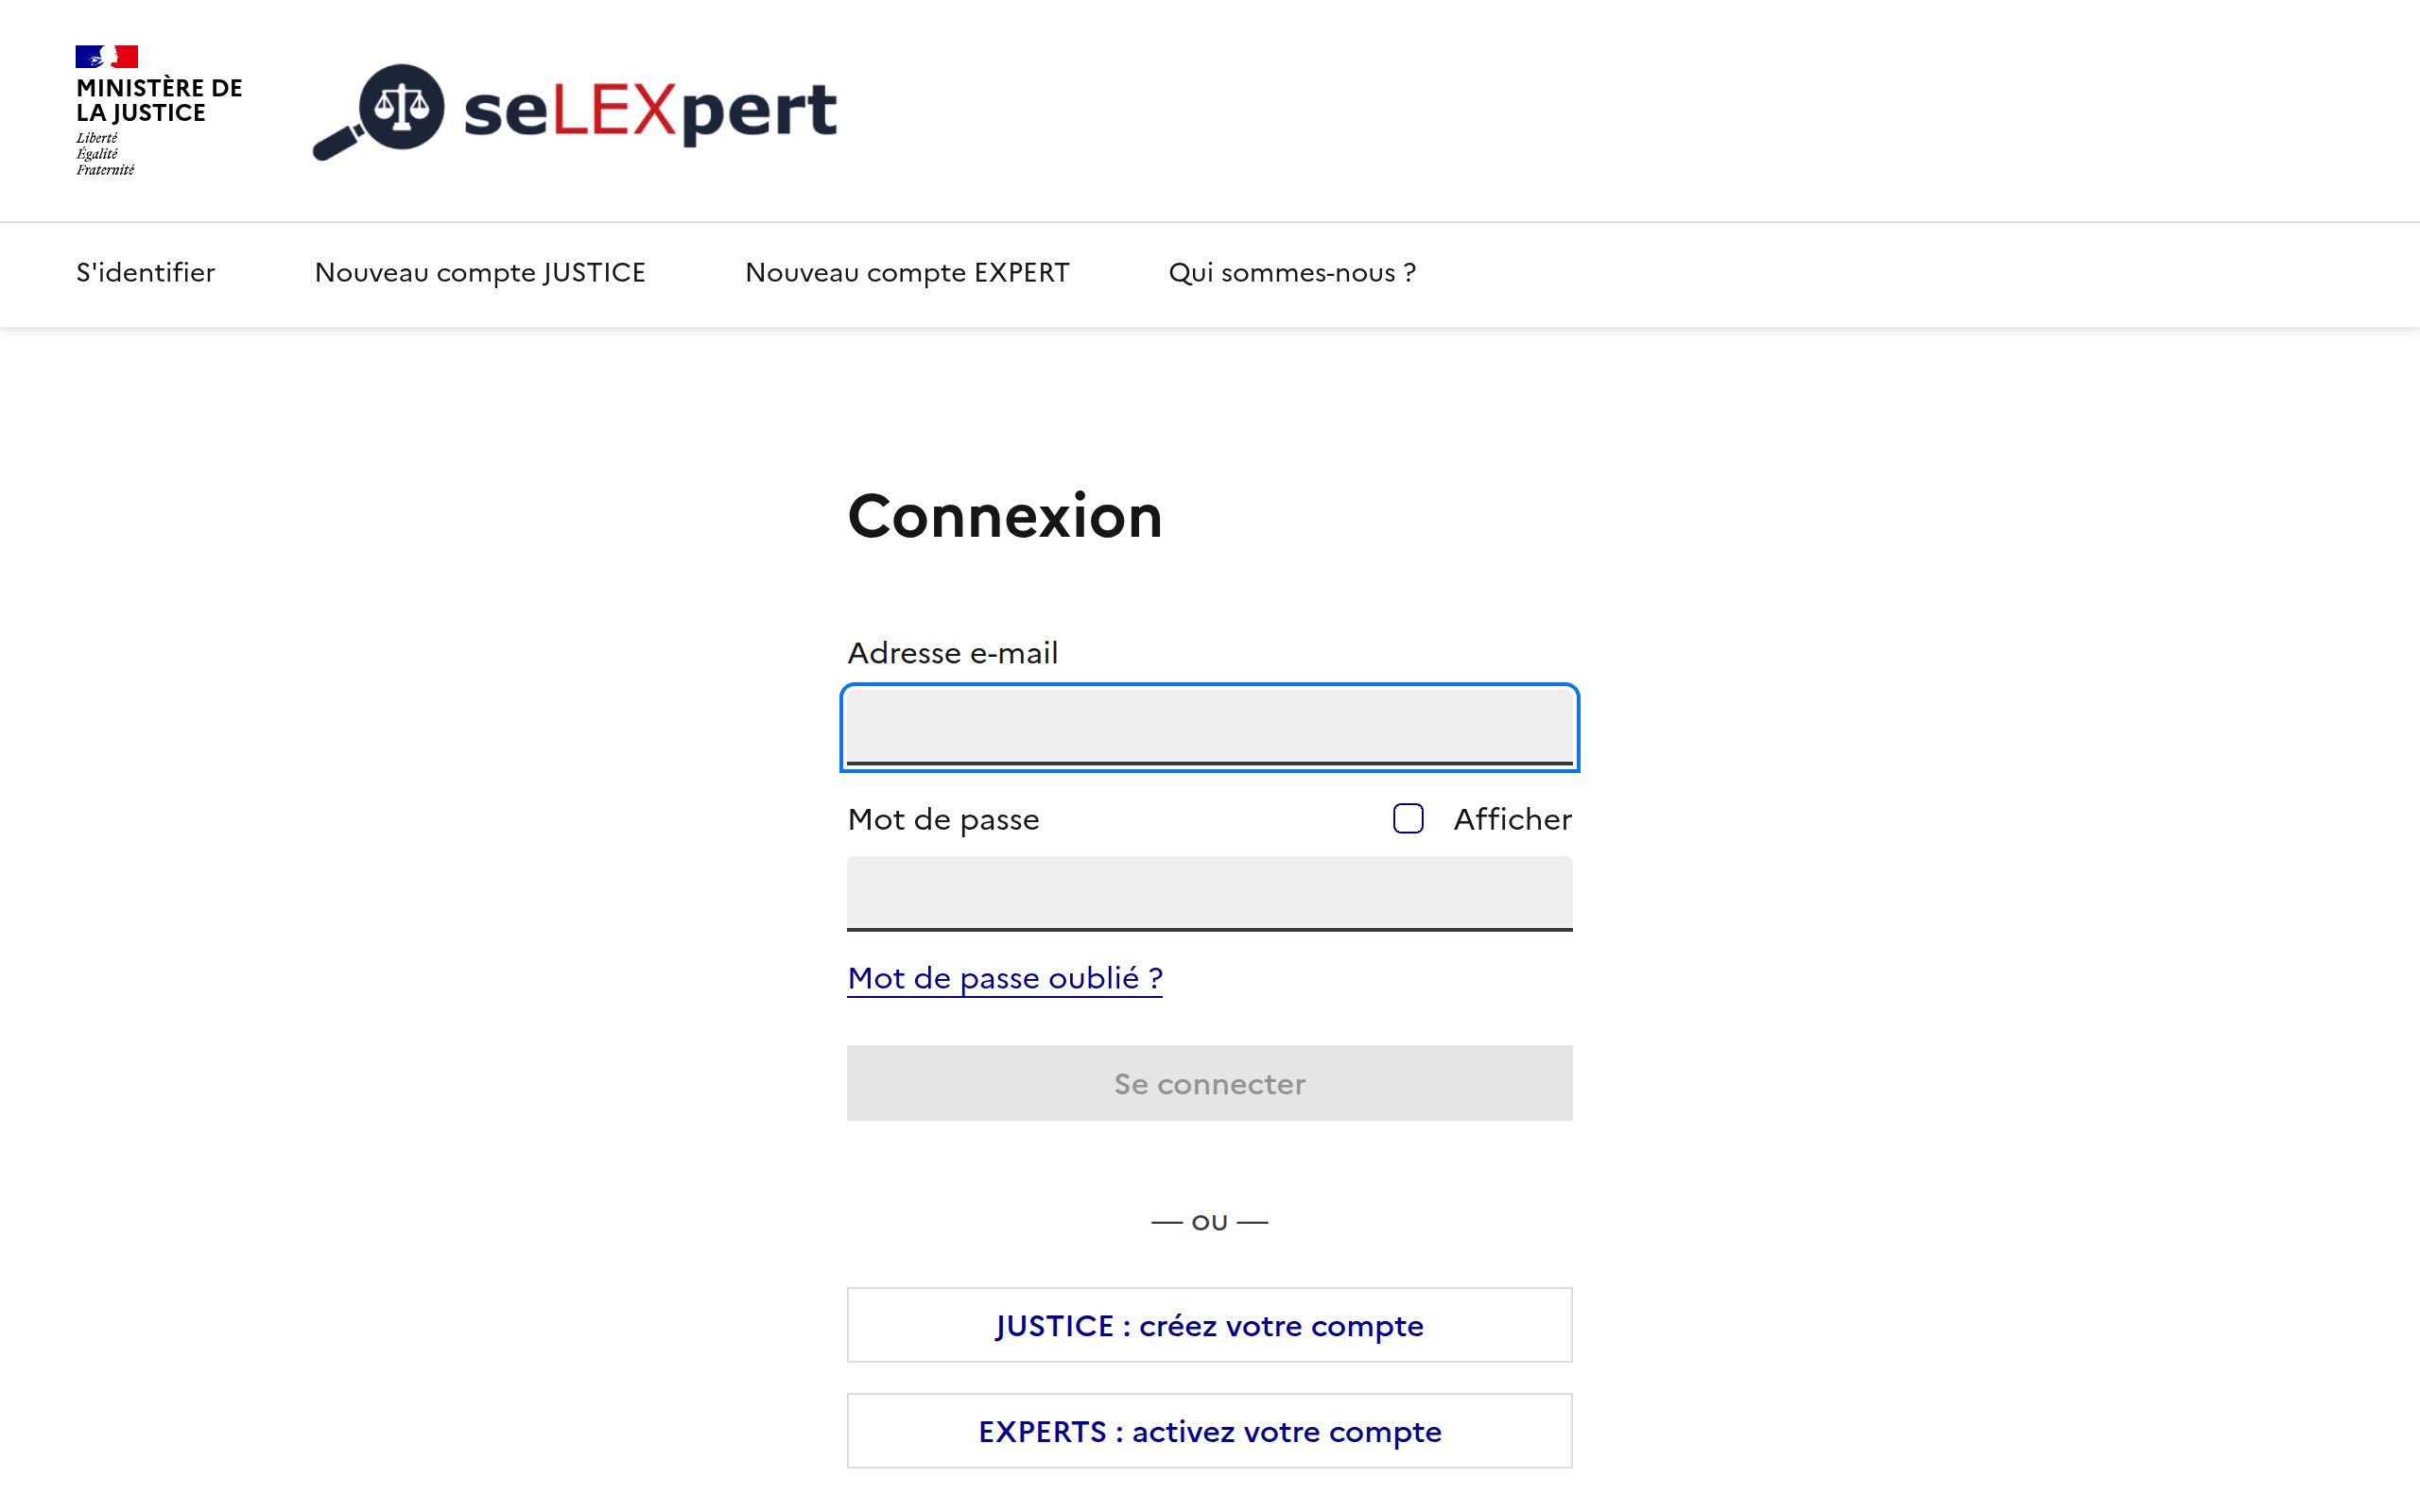 MINISTÈRE DE
LA JUSTICE
Liberté
Égalité
Fraternité
seLEXpert
S'identifier
Nouveau compte JUSTICE
Nouveau compte EXPERT
Qui sommes-nous ?
Connexion
Adresse e-mail
Mot de passe
Afficher
Mot de passe oublié ?
Se connecter
— ou —
JUSTICE : créez votre compte
EXPERTS : activez votre compte